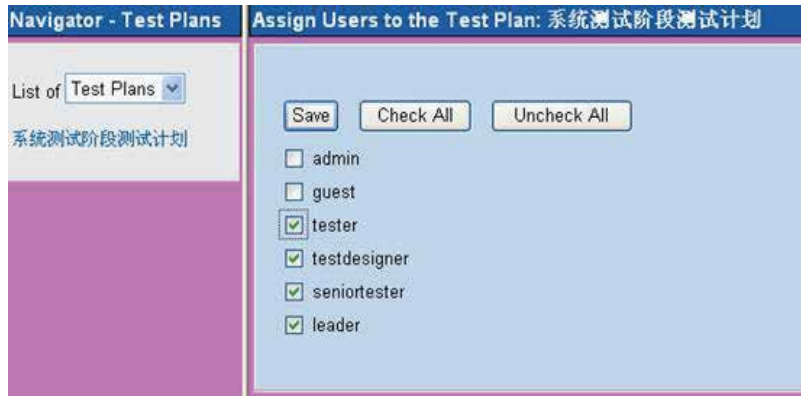 Navigator - Test Plans
List of Test Plans
系统测试阶段测试计划
Assign Users to the Test Plan: 系统测试阶段测试计划
Save Check All Uncheck All
admin
guest
tester
testdesigner
seniortester
leader